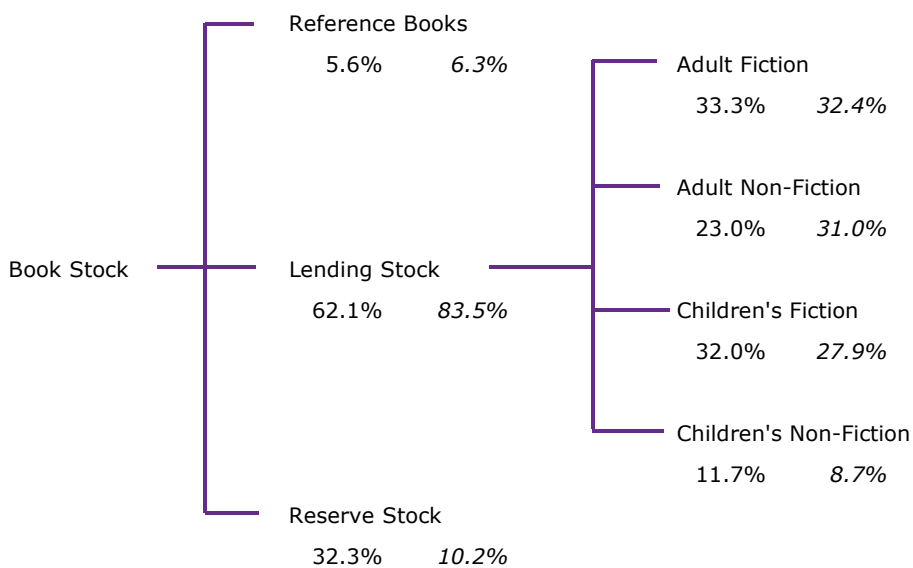 Reference Books
5.6% 6.3%
Adult Fiction
33.3% 32.4%
Adult Non-Fiction
23.0% 31.0%
Book Stock
Lending Stock
62.1% 83.5%
Children's Fiction
32.0% 27.9%
Children's Non-Fiction
11.7% 8.7%
Reserve Stock
32.3% 10.2%